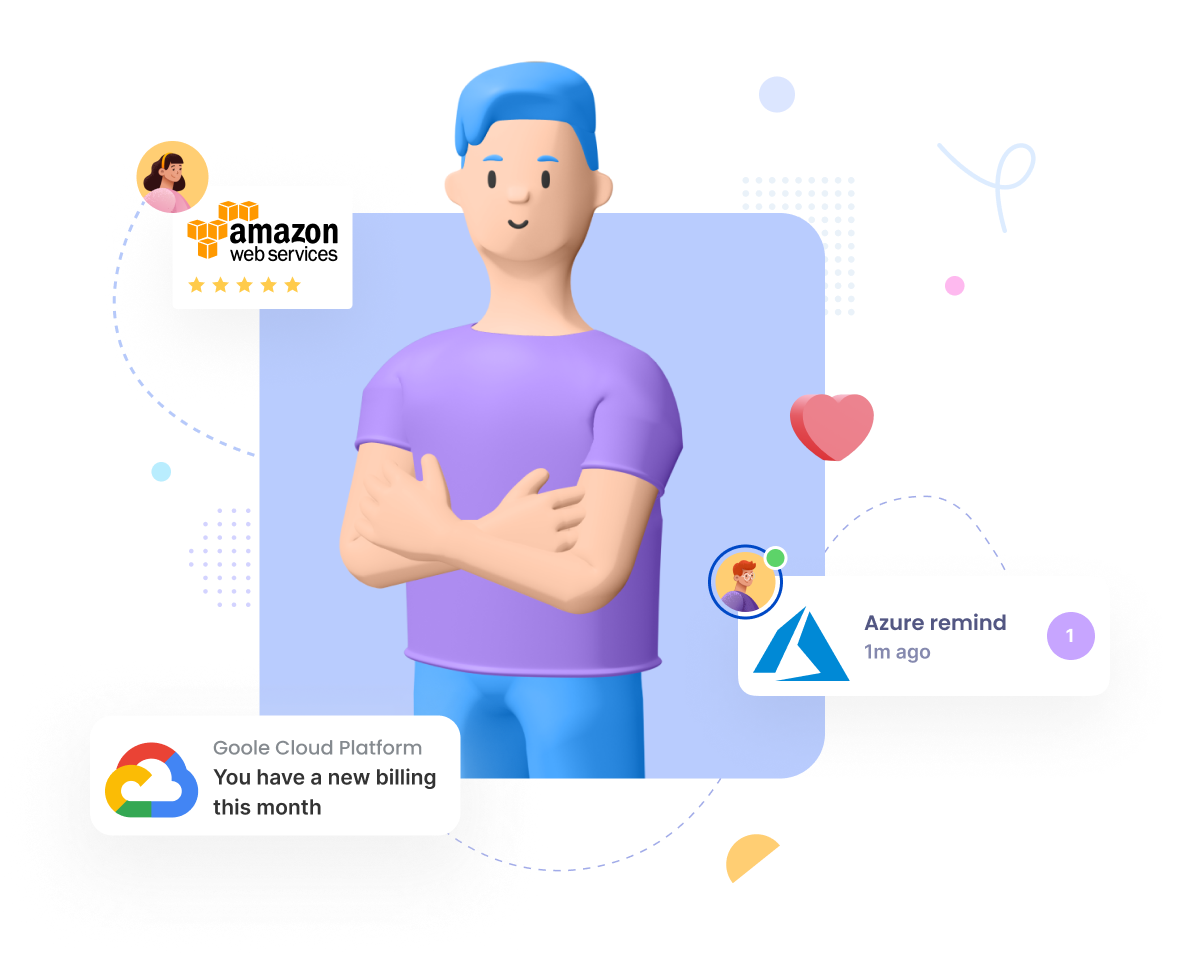 amazon
web services
Azure remind
1m ago
1
Goole Cloud Platform
You have a new billing
this month